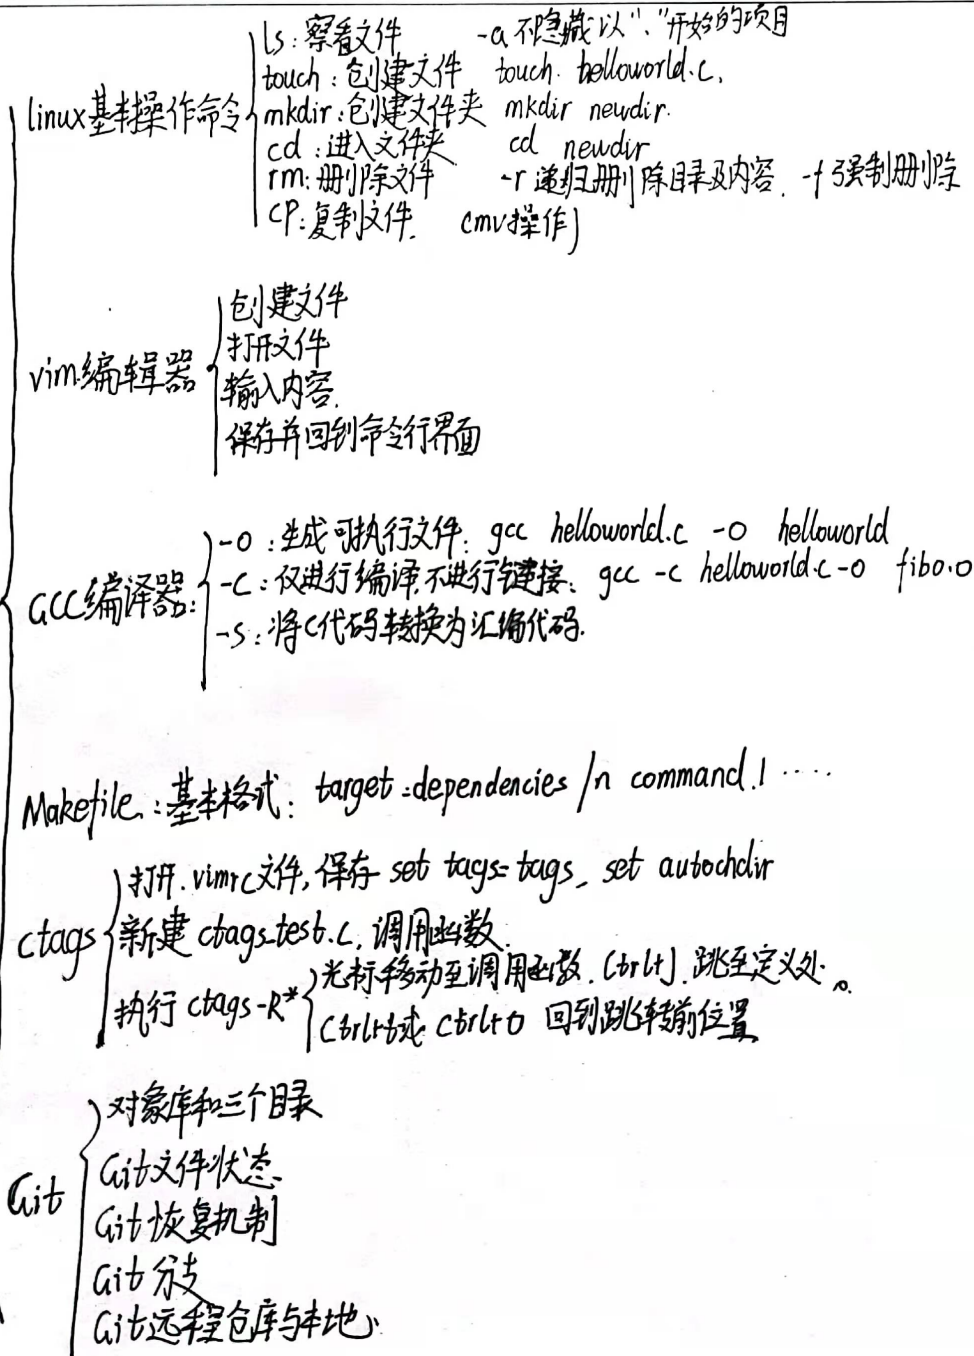 ls：察看文件 -a 不隐藏以"."开始的项目
touch：创建文件 touch helloworld.c.
linux基本操作命令
mkdir：创建文件夹 mkdir newdir.
cd：进入文件夹 cd newdir
rm：删除文件 -r 递归删除目录及内容. -f 强制删除
cp：复制文件. (mv操作)
创建文件
打开文件
vim编辑器
输入内容.
保存并回到命令行界面
-o：生成可执行文件：gcc helloworld.c -o helloworld
GCC编译器：
-c：仅进行编译,不进行链接：gcc -c helloworld.c -o fibo.o
-s：将C代码转换为汇编代码.
Makefile：基本格式：target:dependencies /n command.1 ....
打开.vimrc文件,保存 set tags=tags, set autochdir
ctags
新建 ctags_test.c, 调用函数.
执行 ctags-R*
光标移动至调用函数. Ctrl+]. 跳至定义处.
Ctrl+t或 Ctrl+O 回到跳转前位置.
对象库和三个目录
Git文件状态.
Git
Git恢复机制
Git分支
Git远程仓库与本地.